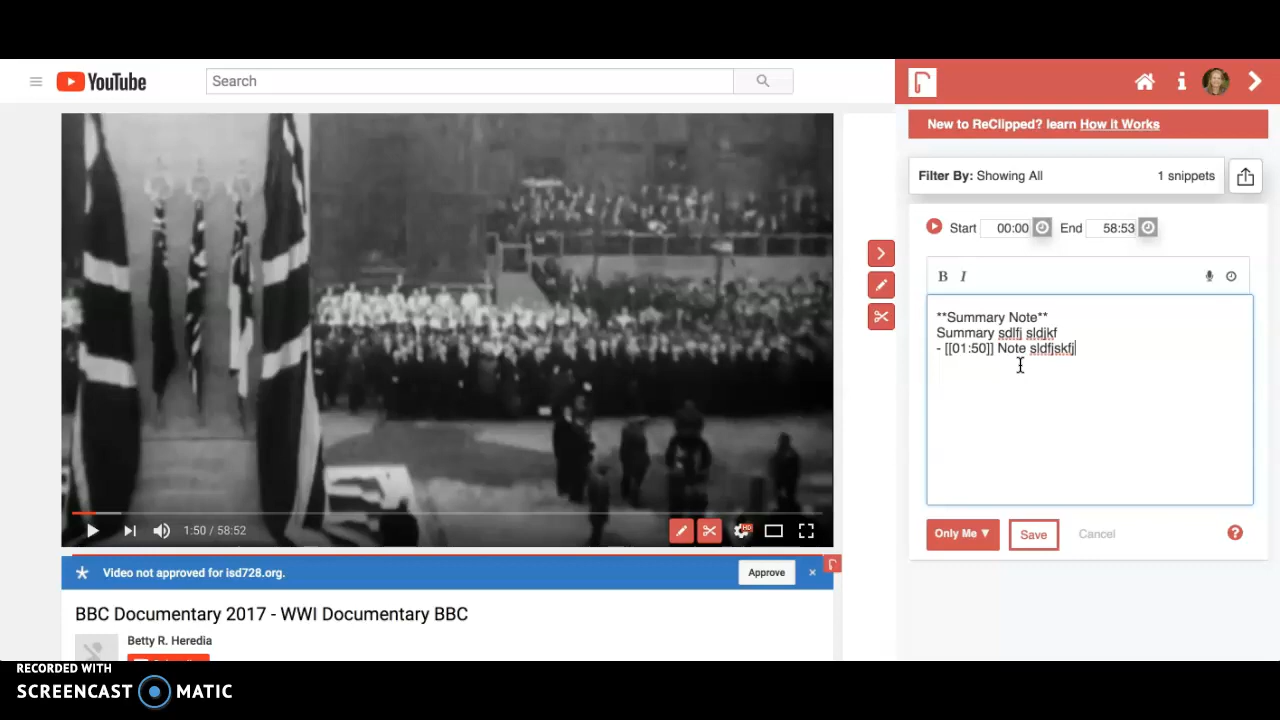 YouTube
Search
New to ReClipped? learn How it Works
Filter By: Showing All 1 snippets
Start 00:00 End 58:53
B I
**Summary Note**
Summary sdlfj sldjkf
- [[01:50]] Note sldfjskfj
1:50 / 58:52
HD
Only Me ▼ Save Cancel ?
Video not approved for isd728.org. Approve ×
BBC Documentary 2017 - WWI Documentary BBC
Betty R. Heredia
RECORDED WITH
SCREENCAST MATIC